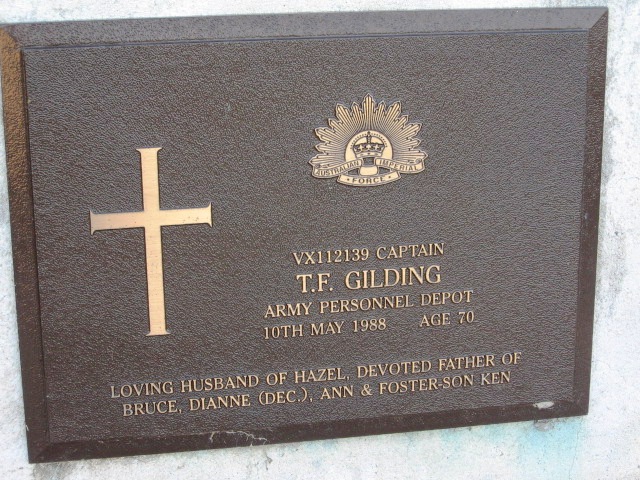 AUSTRALIAN IMPERIAL
FORCE
VX112139 CAPTAIN
T.F. GILDING
ARMY PERSONNEL DEPOT
10TH MAY 1988 AGE 70
LOVING HUSBAND OF HAZEL, DEVOTED FATHER OF
BRUCE, DIANNE (DEC.), ANN & FOSTER-SON KEN